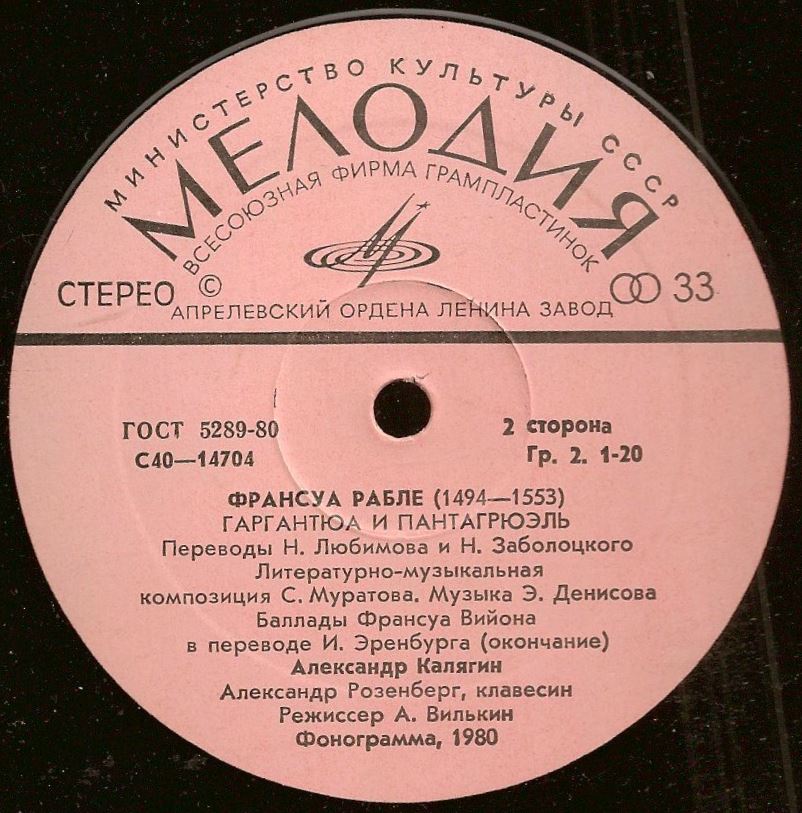 МИНИСТЕРСТВО КУЛЬТУРЫ СССР
МЕЛОДИЯ
ВСЕСОЮЗНАЯ ФИРМА ГРАМПЛАСТИНОК
СТЕРЕО © 33
АПРЕЛЕВСКИЙ ОРДЕНА ЛЕНИНА ЗАВОД
ГОСТ 5289-80 2 сторона
С40—14704 Гр. 2. 1-20
ФРАНСУА РАБЛЕ (1494—1553)
ГАРГАНТЮА И ПАНТАГРЮЭЛЬ
Переводы Н. Любимова и Н. Заболоцкого
Литературно-музыкальная
композиция С. Муратова. Музыка Э. Денисова
Баллады Франсуа Вийона
в переводе И. Эренбурга (окончание)
Александр Калягин
Александр Розенберг, клавесин
Режиссер А. Вилькин
Фонограмма, 1980